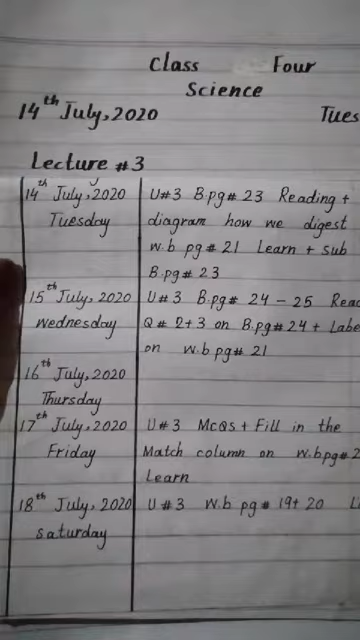 Class Four
Science
14th July, 2020 Tues
Lecture #3
14th July, 2020 U#3 B.pg# 23 Reading +
Tuesday diagram how we digest
w.b pg# 21 Learn + sub
B.pg# 23
15th July, 2020 U#3 B.pg# 24 - 25 Read
Wednesday Q# 2+3 on B.pg# 24 + Labe
on w.b pg# 21
16th July, 2020
Thursday
17th July, 2020 U#3 McQs + Fill in the
Friday Match column on w.bpg# 2
Learn
18th July, 2020 U#3 w.b pg# 19+ 20
Saturday